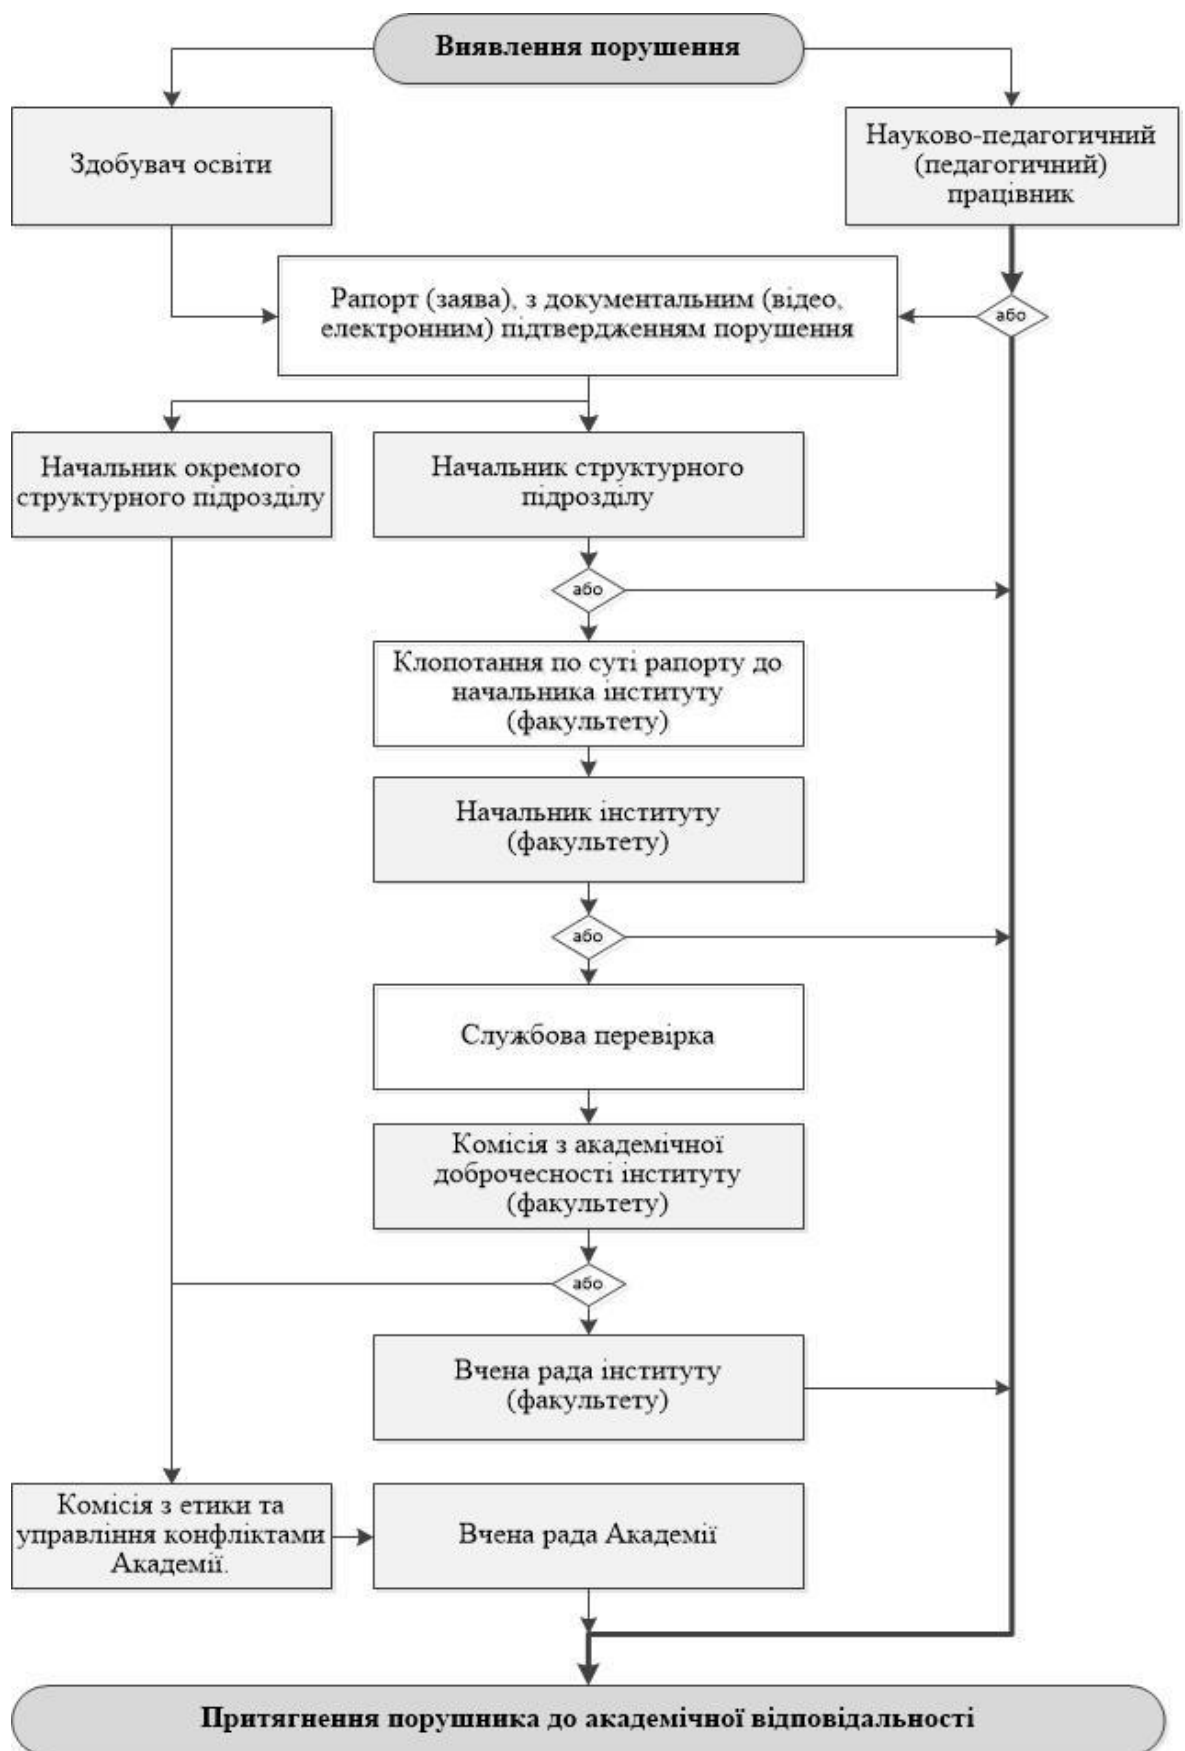 Виявлення порушення
Здобувач освіти
Науково-педагогичний
(педагогичний)
працівник
Рапорт (заява), з документальним (відео,
електронним) підтвердженням порушення
або
Начальник окремого
структурного підрозділу
Начальник структурного
підрозділу
або
Клопотання по суті рапорту до
начальника інституту
(факультету)
Начальник інституту
(факультету)
або
Службова перевірка
Комісія з академічної
доброчесності інституту
(факультету)
або
Вчена рада інституту
(факультету)
Комісія з етики та
управління конфліктами
Академії.
Вчена рада Академії
Притягнення порушника до академічної відповідальності